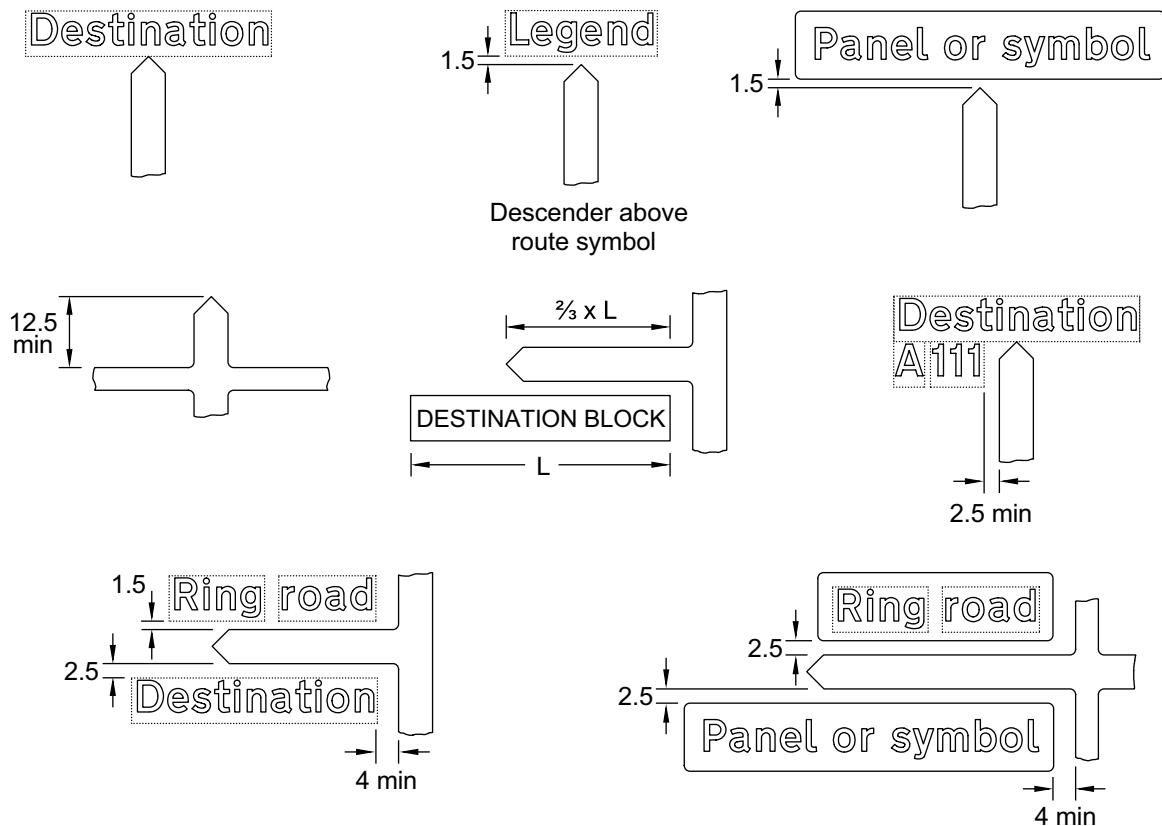 Destination
Legend
1.5
Panel or symbol
1.5
Descender above
route symbol
12.5
min
⅔ x L
DESTINATION BLOCK
L
Destination
A 111
2.5 min
1.5
Ring road
2.5
Destination
4 min
Ring road
2.5
2.5
Panel or symbol
4 min